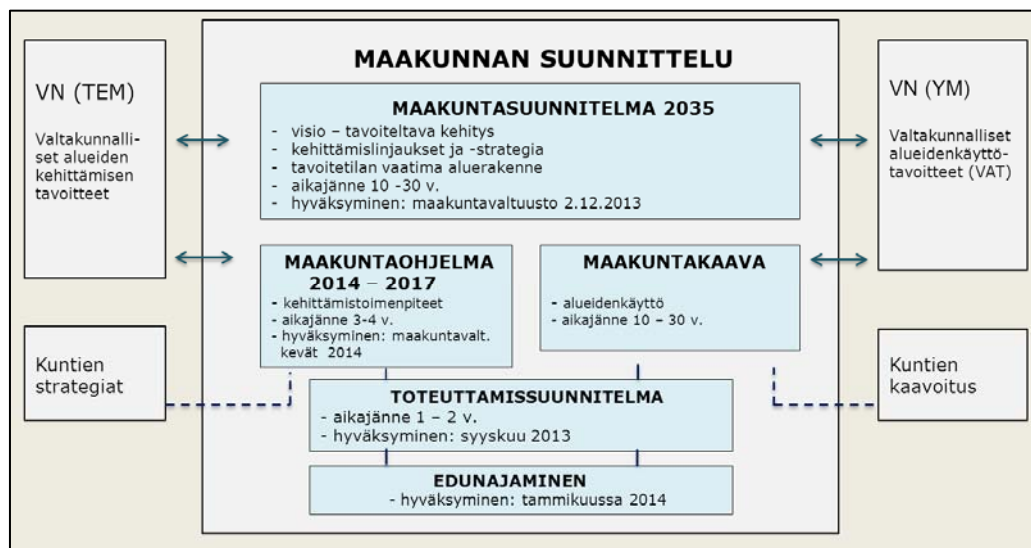 MAAKUNNAN SUUNNITTELU
VN (TEM)
Valtakunnalli-
set alueiden
kehittämisen
tavoitteet
MAAKUNTASUUNNITELMA 2035
- visio – tavoiteltava kehitys
- kehittämislinjaukset ja -strategia
- tavoitetilan vaatima aluerakenne
- aikajänne 10 -30 v.
- hyväksyminen: maakuntavaltuusto 2.12.2013
VN (YM)
Valtakunnalliset
alueidenkäyttö-
tavoitteet (VAT)
MAAKUNTAOHJELMA
2014 – 2017
- kehittämistoimenpiteet
- aikajänne 3-4 v.
- hyväksyminen: maakuntavalt.
kevät 2014
MAAKUNTAKAAVA
- alueidenkäyttö
- aikajänne 10 – 30 v.
Kuntien
strategiat
Kuntien
kaavoitus
TOTEUTTAMISSUUNNITELMA
- aikajänne 1 – 2 v.
- hyväksyminen: syyskuu 2013
EDUNAJAMINEN
- hyväksyminen: tammikuussa 2014